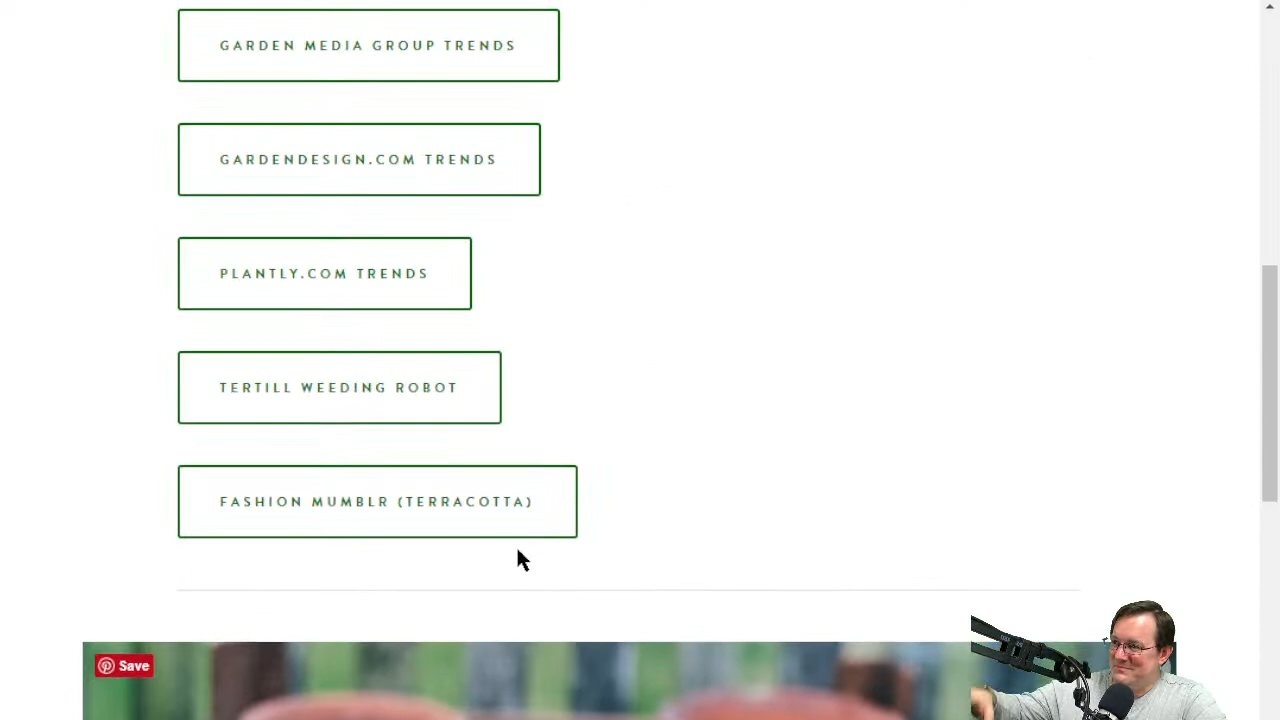 GARDEN MEDIA GROUP TRENDS
GARDENDESIGN.COM TRENDS
PLANTLY.COM TRENDS
TERTILL WEEDING ROBOT
FASHION MUMBLR (TERRACOTTA)
Save